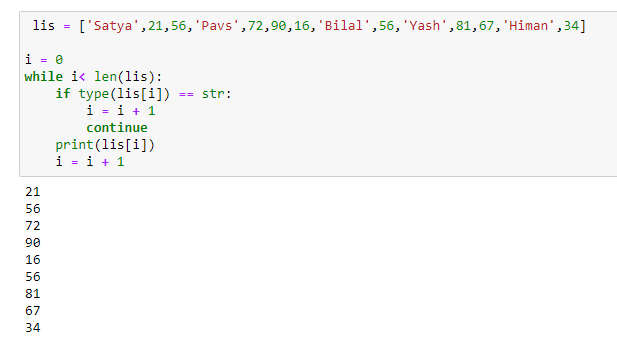 lis = ['Satya',21,56,'Pavs',72,90,16,'Bilal',56,'Yash',81,67,'Himan',34]
i = 0
while i< len(lis):
    if type(lis[i]) == str:
        i = i + 1
        continue
    print(lis[i])
    i = i + 1
21
56
72
90
16
56
81
67
34